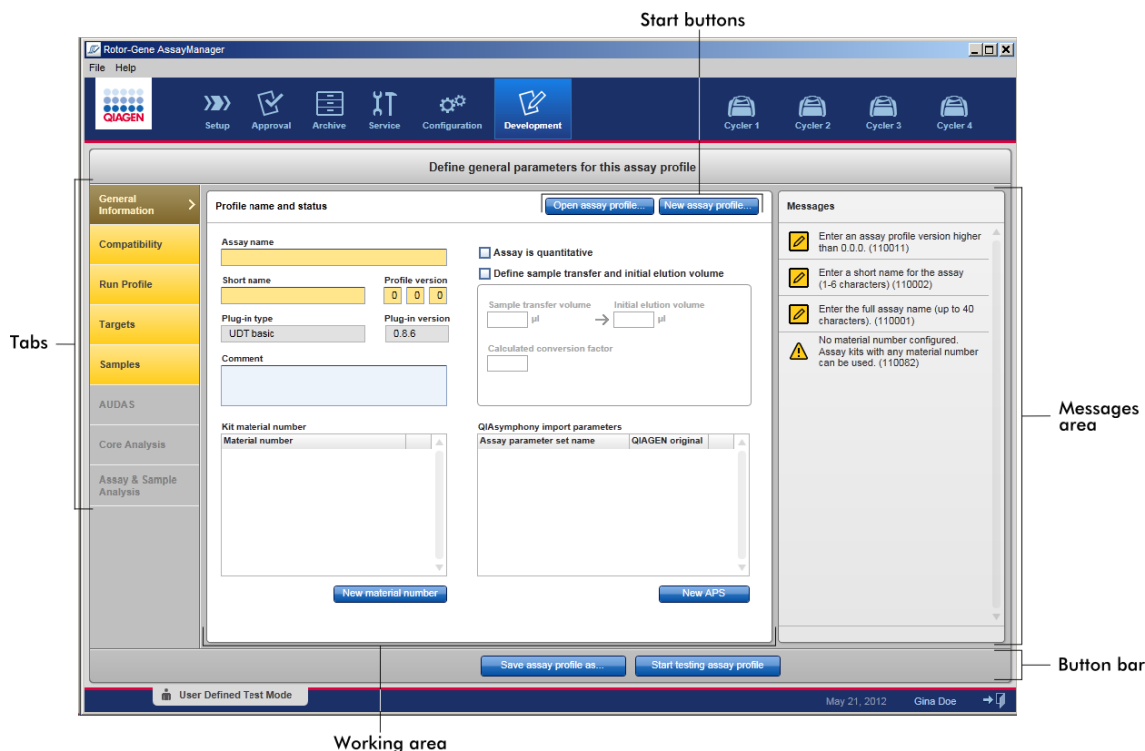 Start buttons
Rotor-Gene AssayManager
File Help
QIAGEN
Setup Approval Archive Service Configuration Development Cycler 1 Cycler 2 Cycler 3 Cycler 4
Define general parameters for this assay profile
General Information
Compatibility
Run Profile
Targets
Samples
AUDAS
Core Analysis
Assay & Sample Analysis
Tabs
Profile name and status
Open assay profile... New assay profile...
Assay name
Short name Profile version
0 0 0
Plug-in type Plug-in version
UDT basic 0.8.6
Comment
Assay is quantitative
Define sample transfer and initial elution volume
Sample transfer volume Initial elution volume
µl µl
Calculated conversion factor
Kit material number
Material number
New material number
QIAsymphony import parameters
Assay parameter set name QIAGEN original
New APS
Messages
Enter an assay profile version higher
than 0.0.0. (110011)
Enter a short name for the assay
(1-6 characters) (110002)
Enter the full assay name (up to 40
characters). (110001)
No material number configured.
Assay kits with any material number
can be used. (110082)
Messages
area
Save assay profile as... Start testing assay profile
Button bar
User Defined Test Mode May 21, 2012 Gina Doe
Working area